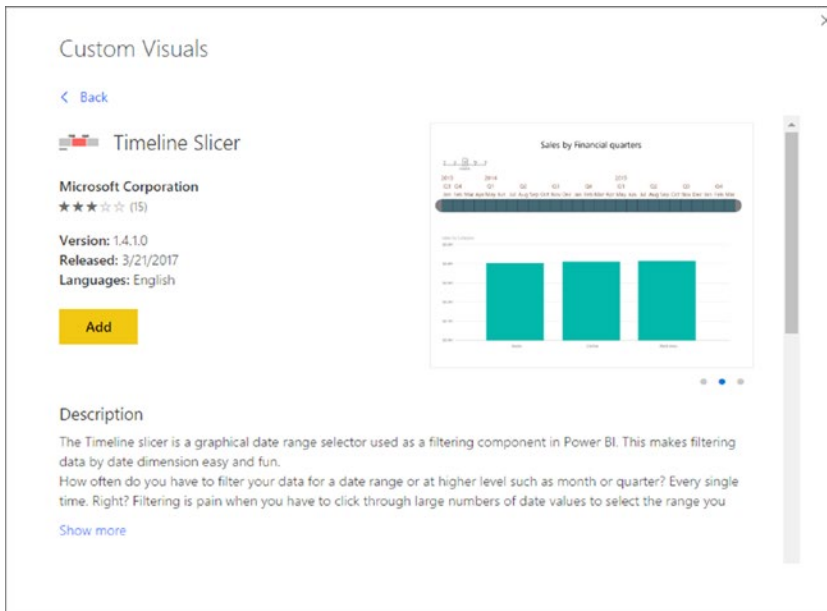 Custom Visuals
Back
Timeline Slicer
Microsoft Corporation
(15)
Version: 1.4.1.0
Released: 3/21/2017
Languages: English
Add
Sales by Financial quarters
Description
The Timeline slicer is a graphical date range selector used as a filtering component in Power BI. This makes filtering
data by date dimension easy and fun.
How often do you have to filter your data for a date range or at higher level such as month or quarter? Every single
time. Right? Filtering is pain when you have to click through large numbers of date values to select the range you
Show more